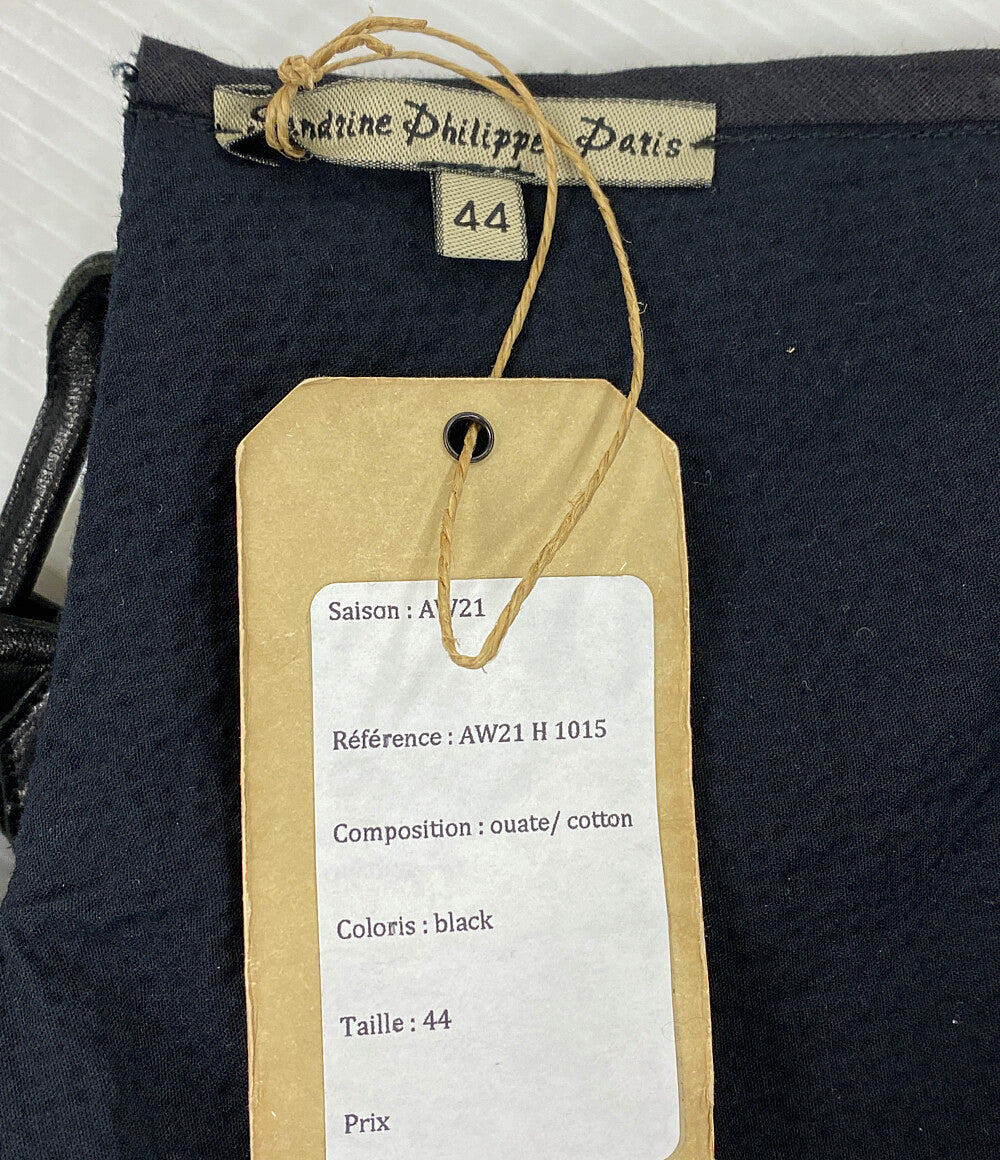 Sandrine Philippe Paris
44
Saison : AW21
Référence : AW21 H 1015
Composition : ouate/ cotton
Coloris : black
Taille : 44
Prix